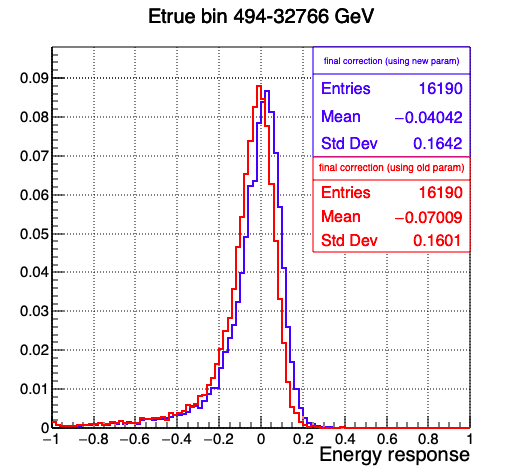 Etrue bin 494-32766 GeV
final correction (using new param)
Entries 16190
Mean −0.04042
Std Dev 0.1642
final correction (using old param)
Entries 16190
Mean −0.07009
Std Dev 0.1601
0.09
0.08
0.07
0.06
0.05
0.04
0.03
0.02
0.01
0
−1 −0.8 −0.6 −0.4 −0.2 0 0.2 0.4 0.6 0.8 1
Energy response